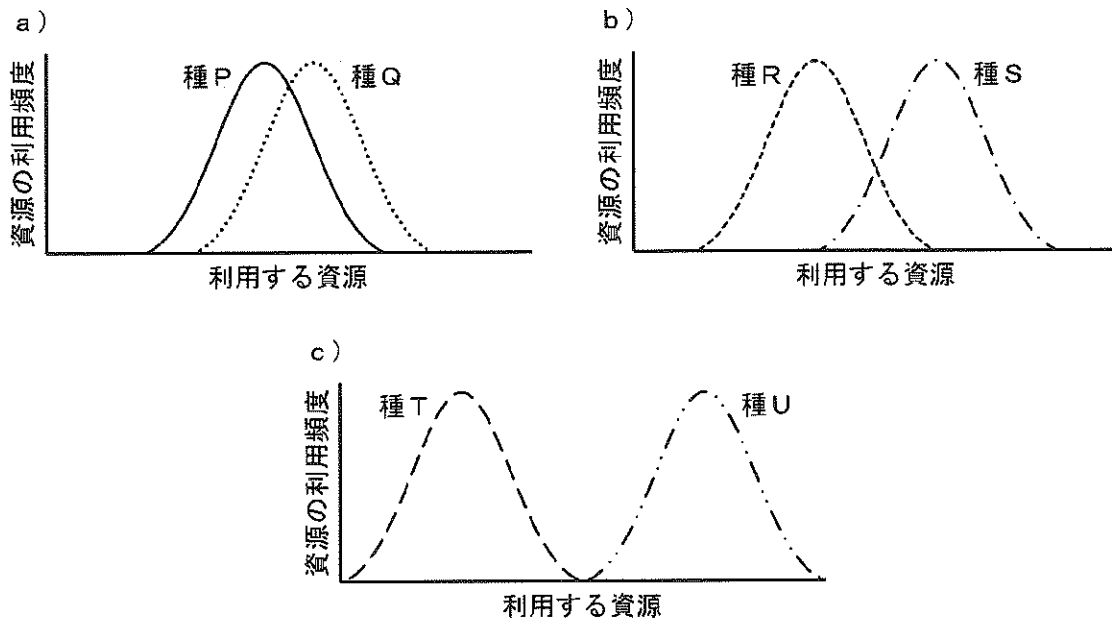 a）
種P
種Q
資源の利用頻度
利用する資源
b）
種R
種S
資源の利用頻度
利用する資源
c）
種T
種U
資源の利用頻度
利用する資源